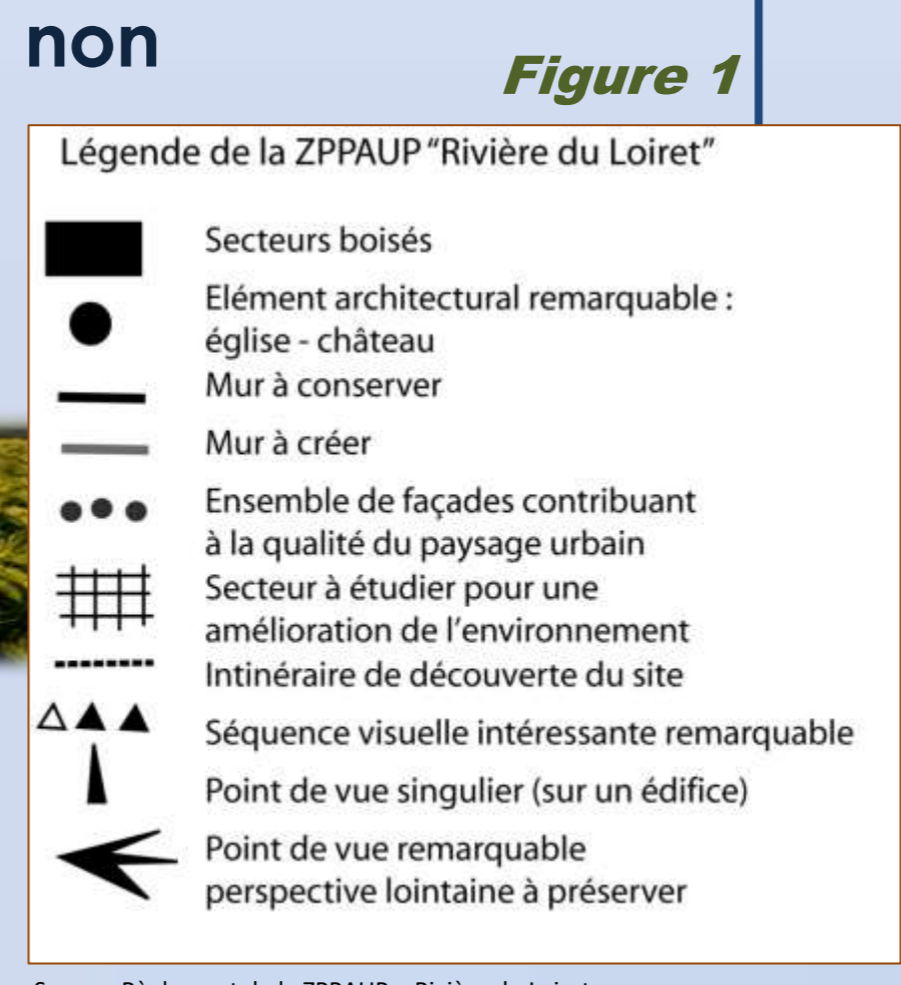 non
Figure 1
Légende de la ZPPAUP “Rivière du Loiret”
Secteurs boisés
Elément architectural remarquable :
église - château
Mur à conserver
Mur à créer
Ensemble de façades contribuant
à la qualité du paysage urbain
Secteur à étudier pour une
amélioration de l’environnement
Intinéraire de découverte du site
Séquence visuelle intéressante remarquable
Point de vue singulier (sur un édifice)
Point de vue remarquable
perspective lointaine à préserver